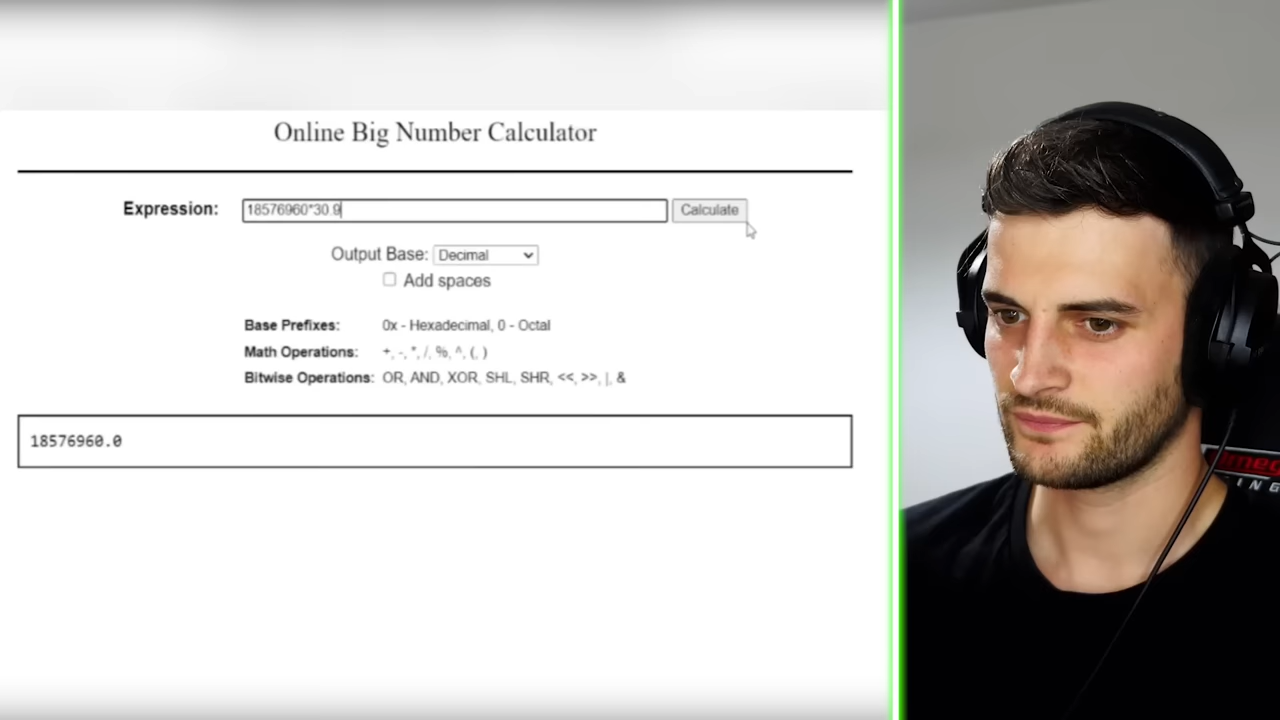 Online Big Number Calculator
Expression: 18576960*30.9 Calculate
Output Base: Decimal
Add spaces
Base Prefixes: 0x - Hexadecimal, 0 - Octal
Math Operations: +, -, *, /, %, ^, (, )
Bitwise Operations: OR, AND, XOR, SHL, SHR, <<, >>, |, &
18576960.0